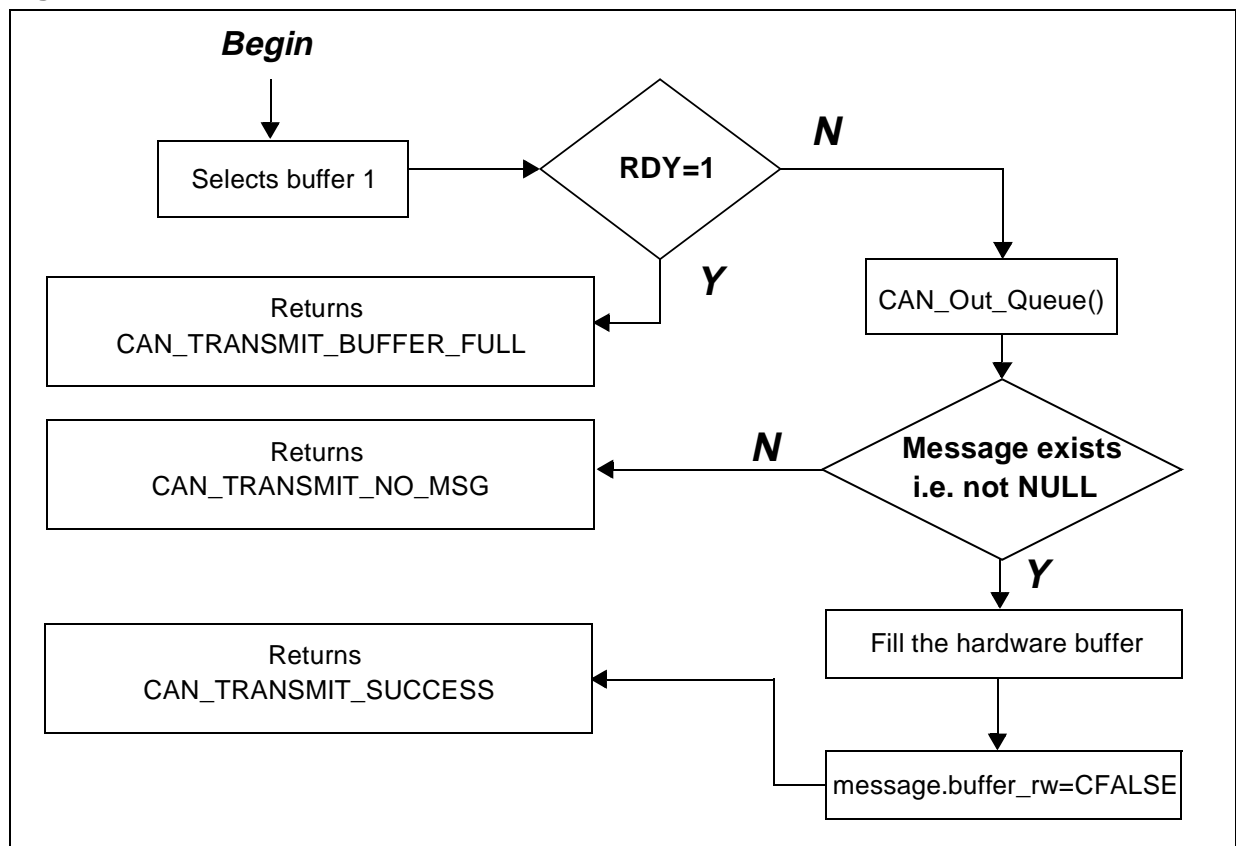 Begin
Selects buffer 1
RDY=1
N
Y
CAN_Out_Queue()
Returns
CAN_TRANSMIT_BUFFER_FULL
Message exists
i.e. not NULL
N
Returns
CAN_TRANSMIT_NO_MSG
Y
Fill the hardware buffer
Returns
CAN_TRANSMIT_SUCCESS
message.buffer_rw=CFALSE